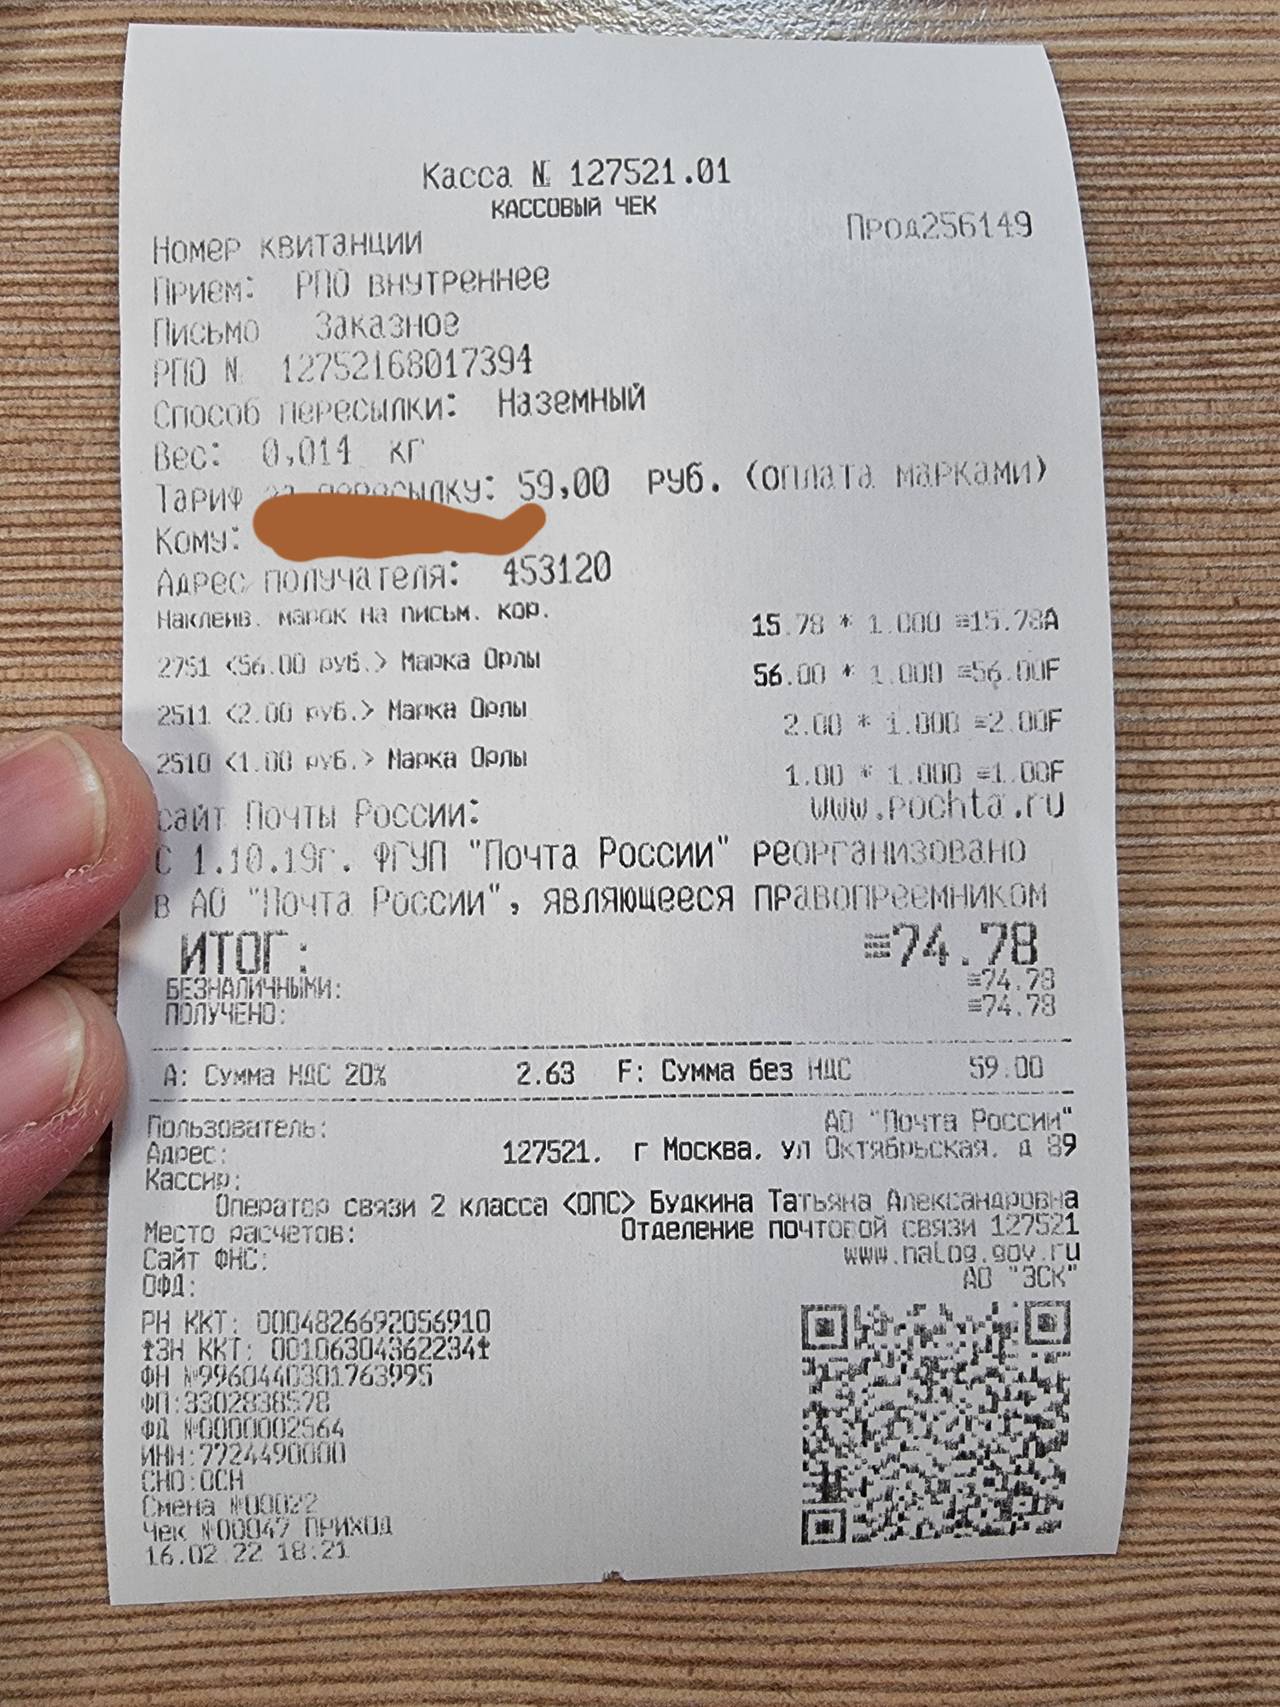 Касса № 127521.01
КАССОВЫЙ ЧЕК
Номер квитанции Прод256149
Прием: РПО внутреннее
Письмо Заказное
РПО № 12752168017394
Способ пересылки: Наземный
Вес: 0,014 кг
Тариф за пересылку: 59,00 руб. (оплата марками)
Кому:
Адрес получателя: 453120
Наклеив. марок на письм. кор.
15.78 * 1.000 ≡15.78А
2751 <56.00 руб.> Марка Орлы
56.00 * 1.000 ≡56.00F
2511 <2.00 руб.> Марка Орлы
2.00 * 1.000 ≡2.00F
2510 <1.00 руб.> Марка Орлы
1.00 * 1.000 ≡1.00F
сайт Почты России: www.pochta.ru
С 1.10.19г. ФГУП "Почта России" реорганизовано
в АО "Почта России", являющееся правопреемником
ИТОГ: ≡74.78
БЕЗНАЛИЧНЫМИ: ≡74.78
ПОЛУЧЕНО: ≡74.78
А: Сумма НДС 20% 2.63 F: Сумма без НДС 59.00
Пользователь: АО "Почта России"
Адрес: 127521, г Москва, ул Октябрьская, д 89
Кассир:
Оператор связи 2 класса <ОПС> Будкина Татьяна Александровна
Место расчетов: Отделение почтовой связи 127521
Сайт ФНС: www.nalog.gov.ru
ОФД: АО "ЭСК"
РН ККТ: 0004826692056910
ЗН ККТ: 00106304362234
ФН №9960440301763995
ФП:3302838578
ФД №0000002564
ИНН:7724490000
СНО:ОСН
Смена №00022
Чек №00047 ПРИХОД
16.02.22 18:21